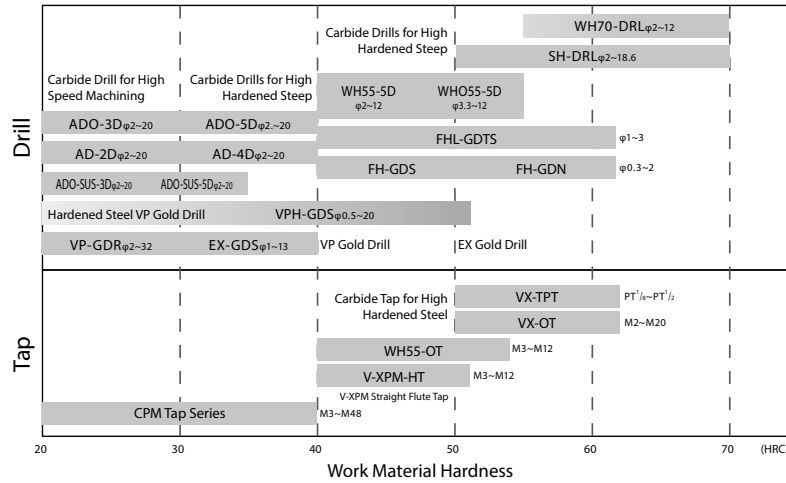 Drill
Carbide Drills for High
Hardened Steep
WH70-DRLφ2~12
SH-DRLφ2~18.6
Carbide Drill for High
Speed Machining
Carbide Drills for High
Hardened Steep
WH55-5D
φ2~12
WHO55-5D
φ3.3~12
ADO-3Dφ2~20
ADO-5Dφ2.~20
FHL-GDTS
φ1~3
AD-2Dφ2~20
AD-4Dφ2~20
FH-GDS
FH-GDN
φ0.3~2
ADO-SUS-3Dφ2~20
ADO-SUS-5Dφ2~20
Hardened Steel VP Gold Drill
VPH-GDSφ0.5~20
VP-GDRφ2~32
EX-GDSφ1~13
VP Gold Drill
EX Gold Drill
Tap
Carbide Tap for High
Hardened Steel
VX-TPT
PT¹/₈~PT¹/₂
VX-OT
M2~M20
WH55-OT
M3~M12
V-XPM-HT
M3~M12
V-XPM Straight Flute Tap
CPM Tap Series
M3~M48
20 30 40 50 60 70 (HRC
Work Material Hardness